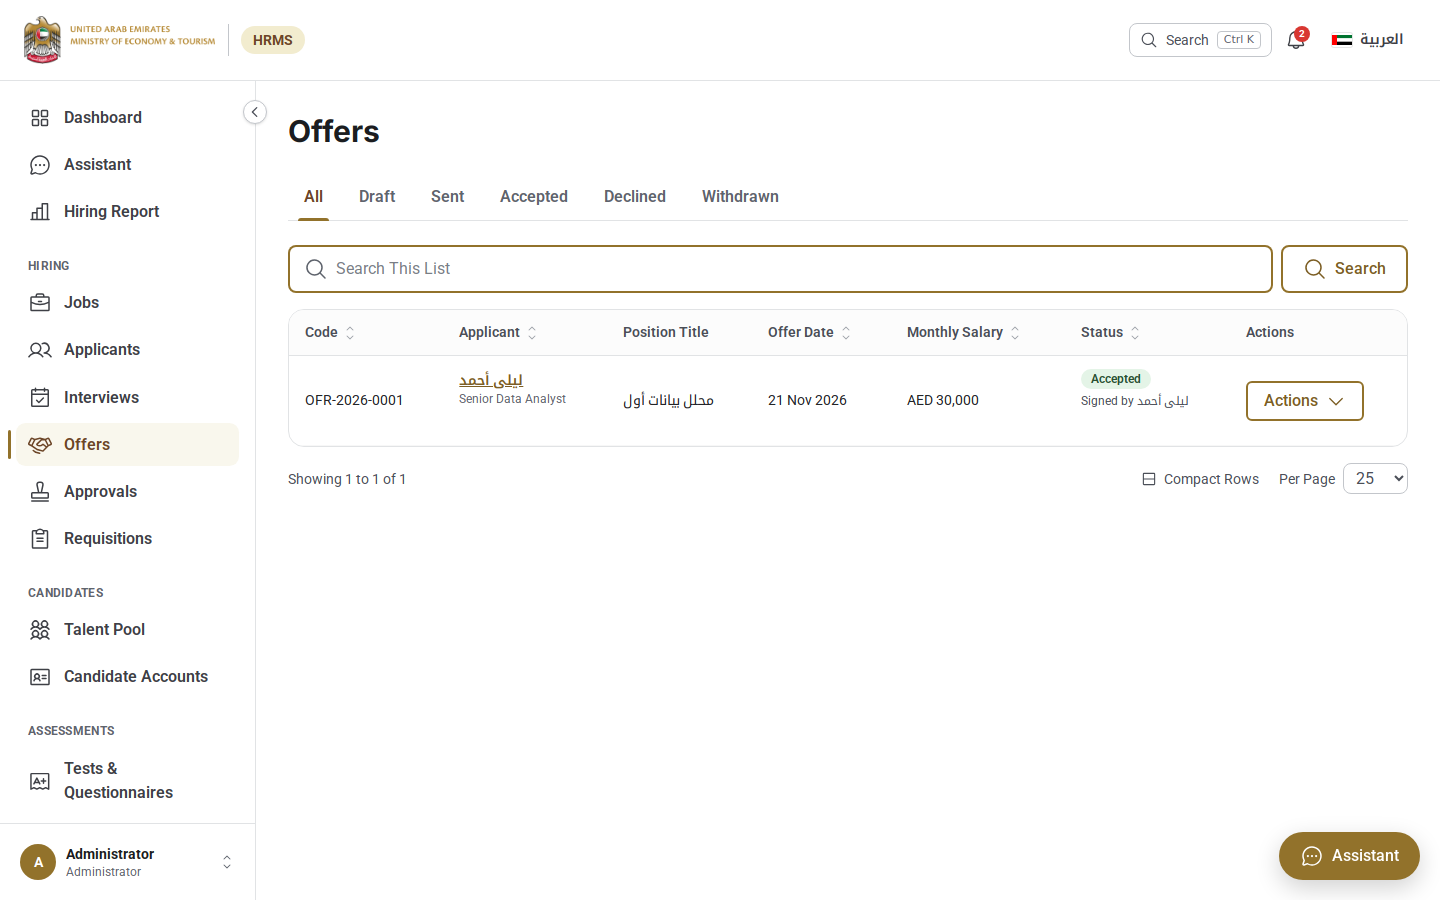 UNITED ARAB EMIRATES
MINISTRY OF ECONOMY & TOURISM
HRMS
Search Ctrl K
2
العربية
Dashboard
Assistant
Hiring Report
HIRING
Jobs
Applicants
Interviews
Offers
Approvals
Requisitions
CANDIDATES
Talent Pool
Candidate Accounts
ASSESSMENTS
Tests &
Questionnaires
A
Administrator
Administrator
Offers
All Draft Sent Accepted Declined Withdrawn
Search This List
Search
Code Applicant Position Title Offer Date Monthly Salary Status Actions
OFR-2026-0001
ليلى أحمد
Senior Data Analyst
محلل بيانات أول
21 Nov 2026
AED 30,000
Accepted
Signed by ليلى أحمد
Actions
Showing 1 to 1 of 1
Compact Rows
Per Page 25
Assistant